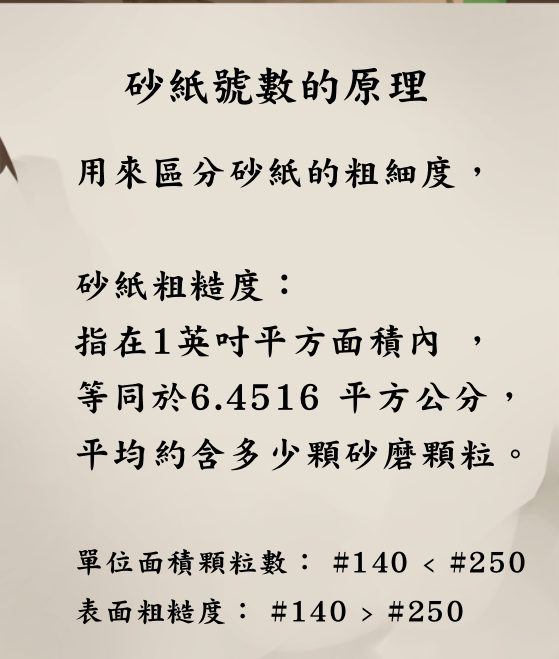 砂紙號數的原理
用來區分砂紙的粗細度，
砂紙粗糙度：
指在1英吋平方面積內 ，
等同於6.4516 平方公分，
平均約含多少顆砂磨顆粒。
單位面積顆粒數： #140 < #250
表面粗糙度： #140 > #250